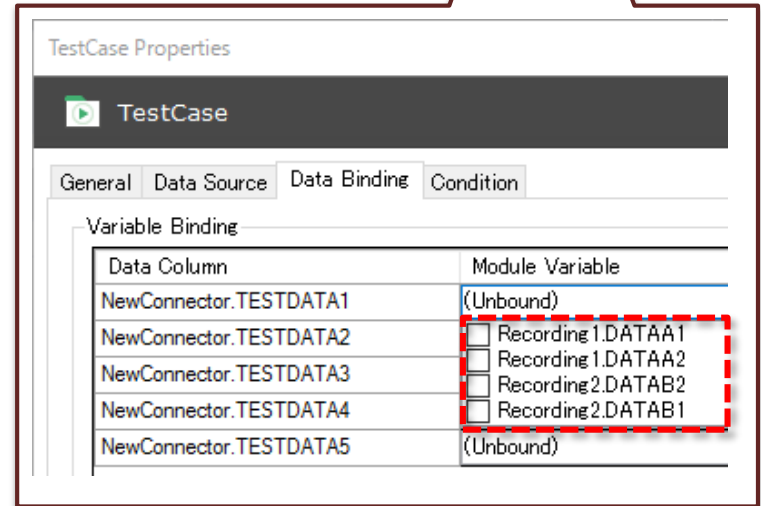 TestCase Properties
TestCase
General Data Source Data Binding Condition
Variable Binding
Data Column Module Variable
NewConnector.TESTDATA1 (Unbound)
NewConnector.TESTDATA2 Recording1.DATAA1
Recording1.DATAA2
NewConnector.TESTDATA3 Recording2.DATAB2
NewConnector.TESTDATA4 Recording2.DATAB1
NewConnector.TESTDATA5 (Unbound)